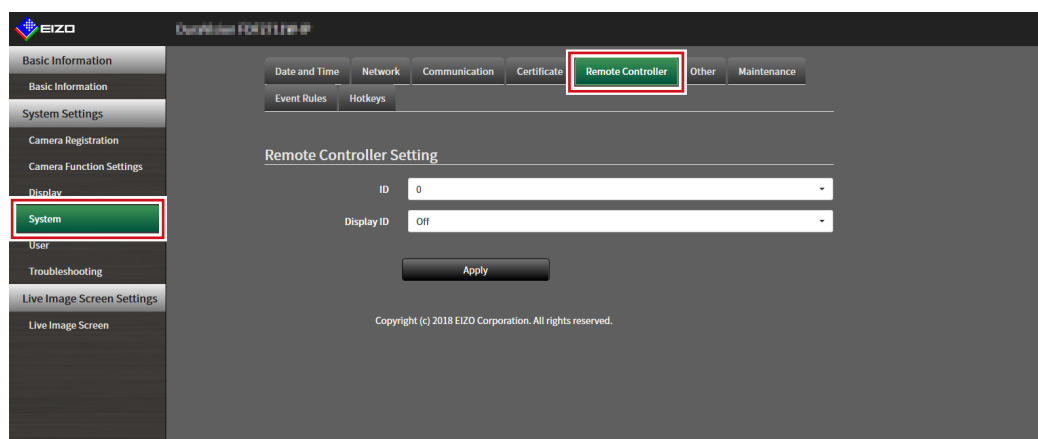 EIZO
Basic Information
Basic Information
System Settings
Camera Registration
Camera Function Settings
Display
System
User
Troubleshooting
Live Image Screen Settings
Live Image Screen
Date and Time Network Communication Certificate Remote Controller Other Maintenance
Event Rules Hotkeys
Remote Controller Setting
ID 0
Display ID Off
Apply
Copyright (c) 2018 EIZO Corporation. All rights reserved.